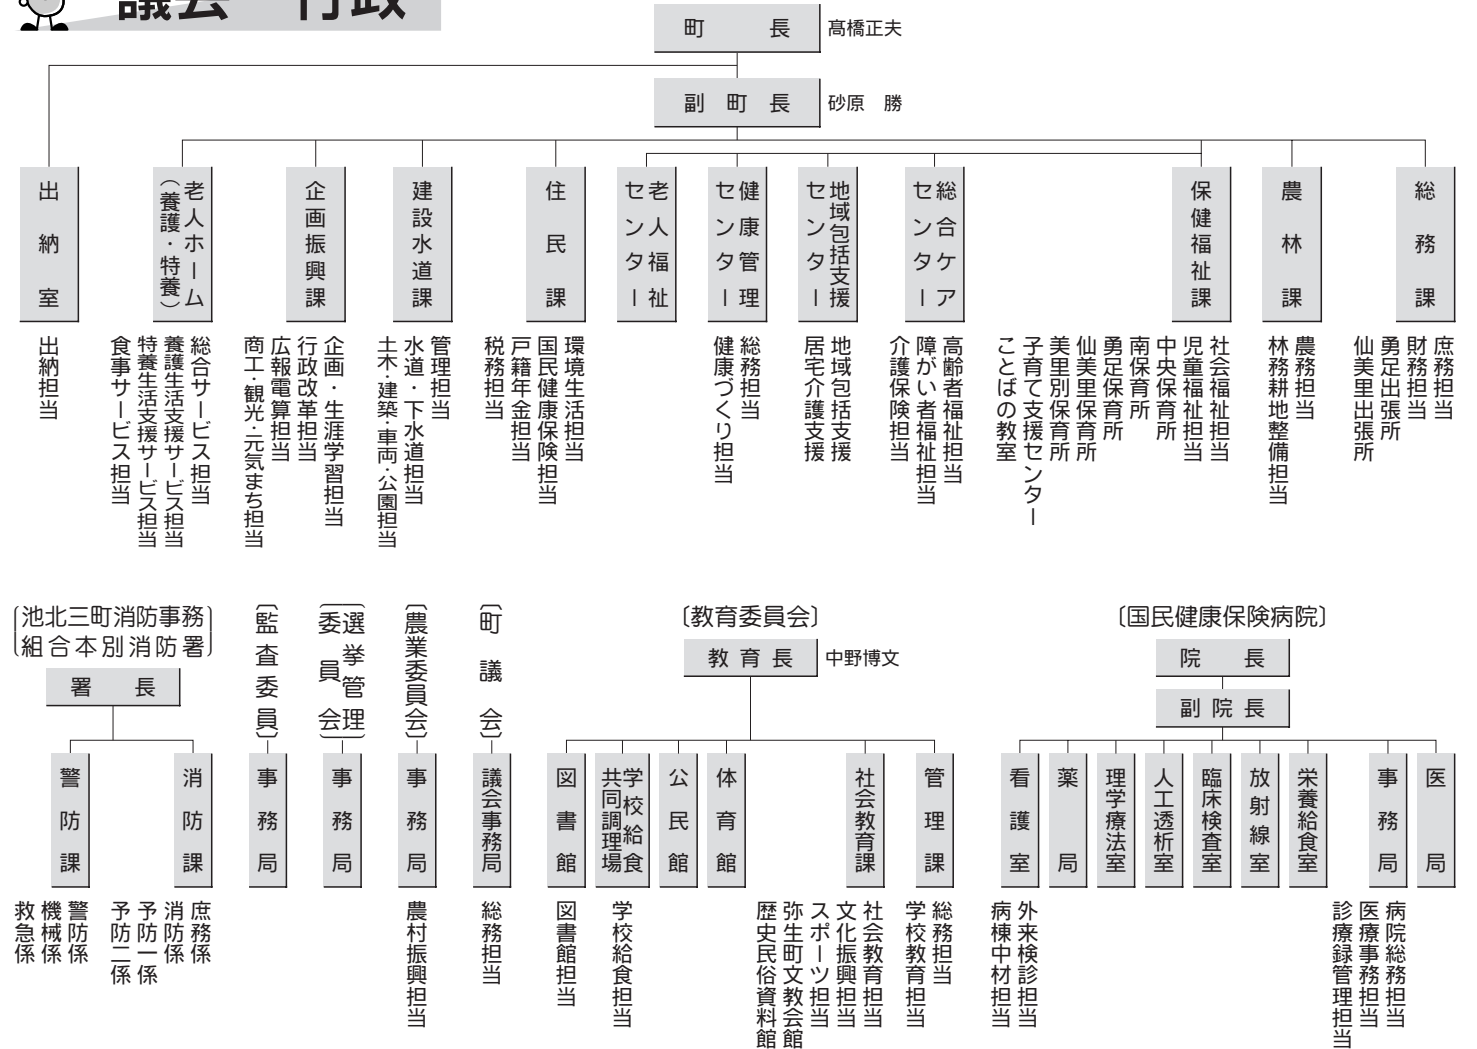 議会 行政
町長 髙橋正夫
副町長 砂原 勝
総務課
庶務担当
財務担当
勇足出張所
仙美里出張所
農林課
農務担当
林務耕地整備担当
保健福祉課
社会福祉担当
児童福祉担当
中央保育所
南保育所
勇足保育所
仙美里保育所
美里別保育所
子育て支援センター
ことばの教室
総合ケアセンター
高齢者福祉担当
障がい者福祉担当
介護保険担当
地域包括支援センター
地域包括支援
居宅介護支援
健康管理センター
総務担当
健康づくり担当
老人福祉センター
住民課
環境生活担当
国民健康保険担当
戸籍年金担当
税務担当
建設水道課
管理担当
水道・下水道担当
土木・建築・車両・公園担当
企画振興課
企画・生涯学習担当
行政改革担当
広報電算担当
商工・観光・元気まち担当
老人ホーム
(養護・特養)
総合サービス担当
養護生活支援サービス担当
特養生活支援サービス担当
食事サービス担当
出納室
出納担当
〔国民健康保険病院〕
院長
副院長
医局
事務局
病院総務担当
医療事務担当
診療録管理担当
栄養給食室
放射線室
臨床検査室
人工透析室
理学療法室
薬局
看護室
外来検診担当
病棟中材担当
〔教育委員会〕
教育長 中野博文
管理課
総務担当
学校教育担当
社会教育課
社会教育担当
文化振興担当
スポーツ担当
弥生町文教会館
歴史民俗資料館
体育館
公民館
学校給食共同調理場
学校給食担当
図書館
図書館担当
〔町議会〕
議会事務局
総務担当
〔農業委員会〕
事務局
農村振興担当
〔選挙管理委員会〕
事務局
〔監査委員〕
事務局
〔池北三町消防事務
組合本別消防署〕
署長
消防課
庶務係
消防係
予防一係
予防二係
警防課
警防係
機械係
救急係